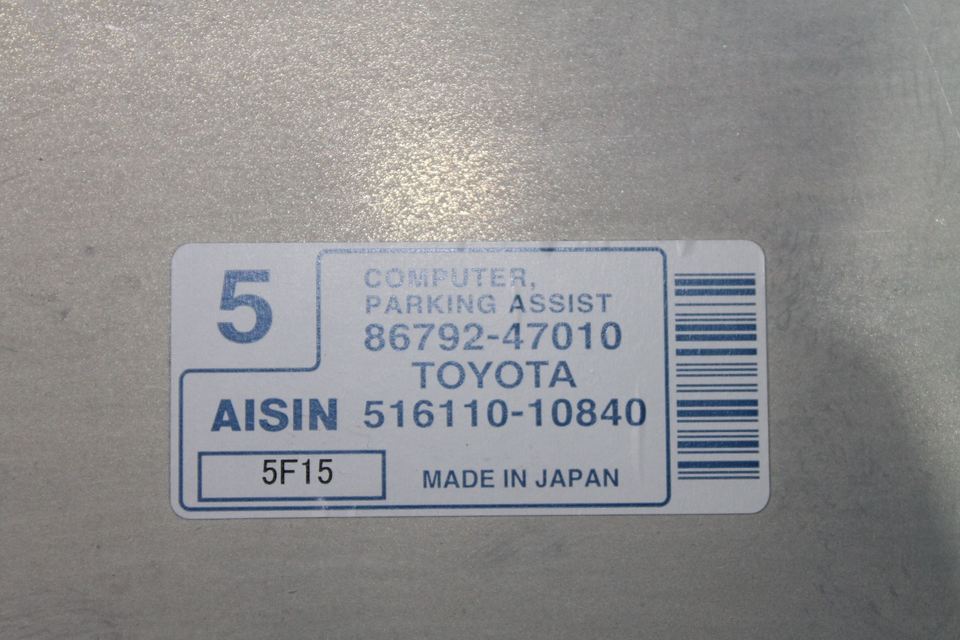 5
COMPUTER,
PARKING ASSIST
86792-47010
TOYOTA
AISIN 516110-10840
5F15
MADE IN JAPAN